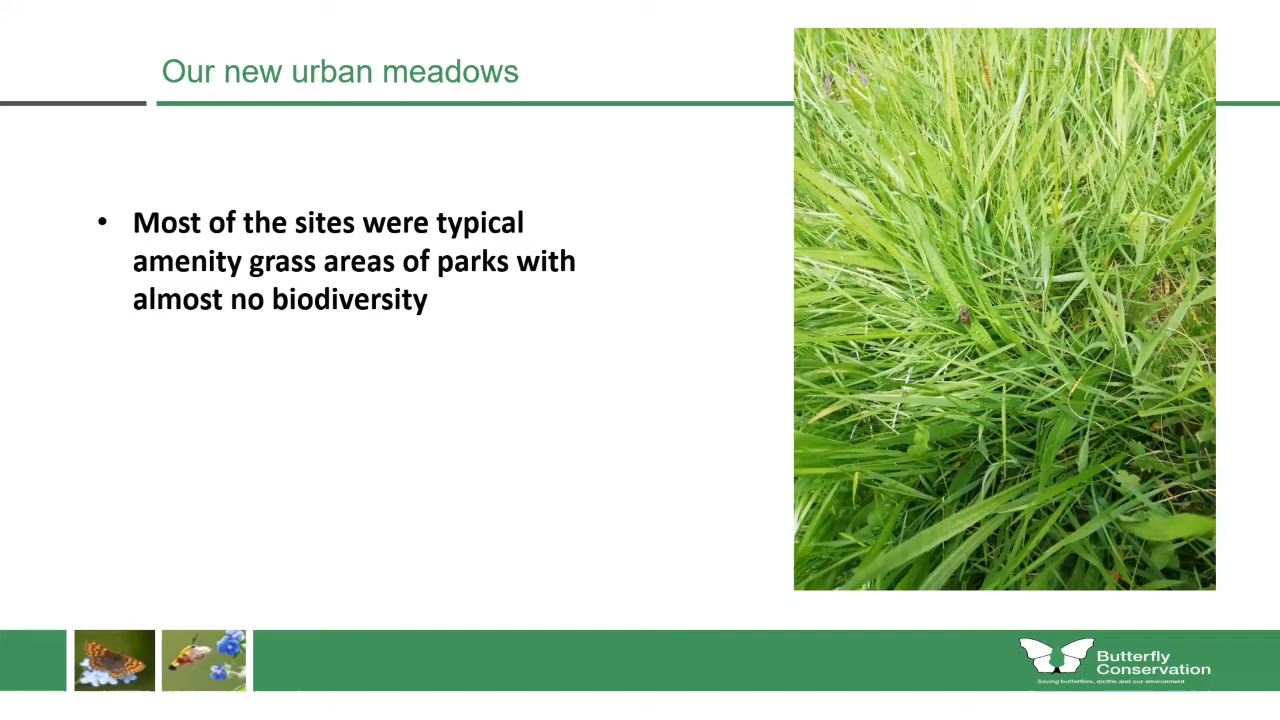 Our new urban meadows
• Most of the sites were typical
amenity grass areas of parks with
almost no biodiversity
Butterfly
Conservation
Saving butterflies, moths and our environment